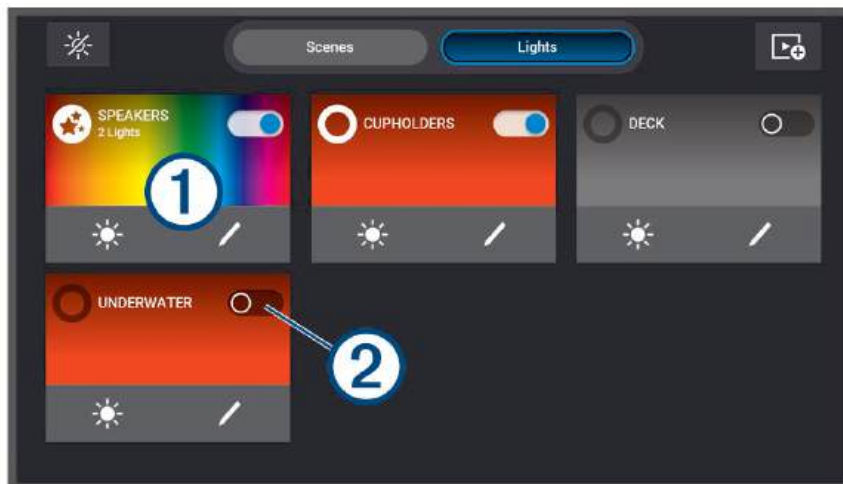 Scenes
Lights
SPEAKERS
2 Lights
CUPHOLDERS
DECK
1
UNDERWATER
2